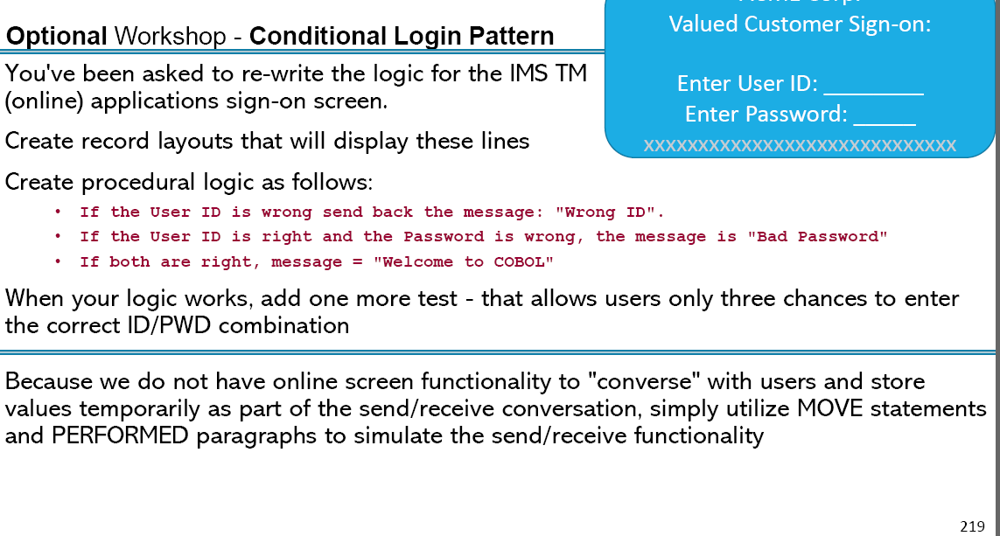 Valued Customer Sign-on:
Optional Workshop - Conditional Login Pattern
You've been asked to re-write the logic for the IMS TM
(online) applications sign-on screen.
Enter User ID: ________
Enter Password: _____
Create record layouts that will display these lines
xxxxxxxxxxxxxxxxxxxxxxxxxxxxx
Create procedural logic as follows:
• If the User ID is wrong send back the message: "Wrong ID".
• If the User ID is right and the Password is wrong, the message is "Bad Password"
• If both are right, message = "Welcome to COBOL"
When your logic works, add one more test - that allows users only three chances to enter
the correct ID/PWD combination
Because we do not have online screen functionality to "converse" with users and store
values temporarily as part of the send/receive conversation, simply utilize MOVE statements
and PERFORMED paragraphs to simulate the send/receive functionality
219